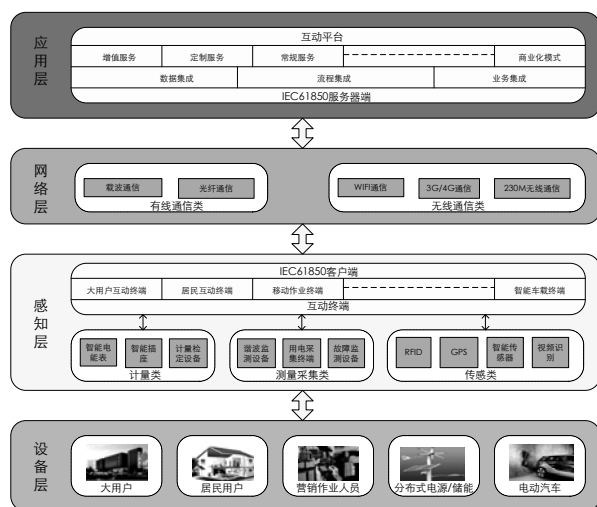 应用层
互动平台
增值服务 定制服务 常规服务 商业化模式
数据集成 流程集成 业务集成
IEC61850服务器端
网络层
载波通信 光纤通信
有线通信类
WIFI通信 3G/4G通信 230M无线通信
无线通信类
感知层
IEC61850客户端
大用户互动终端 居民互动终端 移动作业终端 智能车载终端
互动终端
智能电能表 智能插座 计量检定设备
计量类
谐波监测设备 用电采集终端 故障监测设备
测量采集类
RFID GPS 智能传感器 视频识别
传感类
设备层
大用户 居民用户 营销作业人员 分布式电源/储能 电动汽车